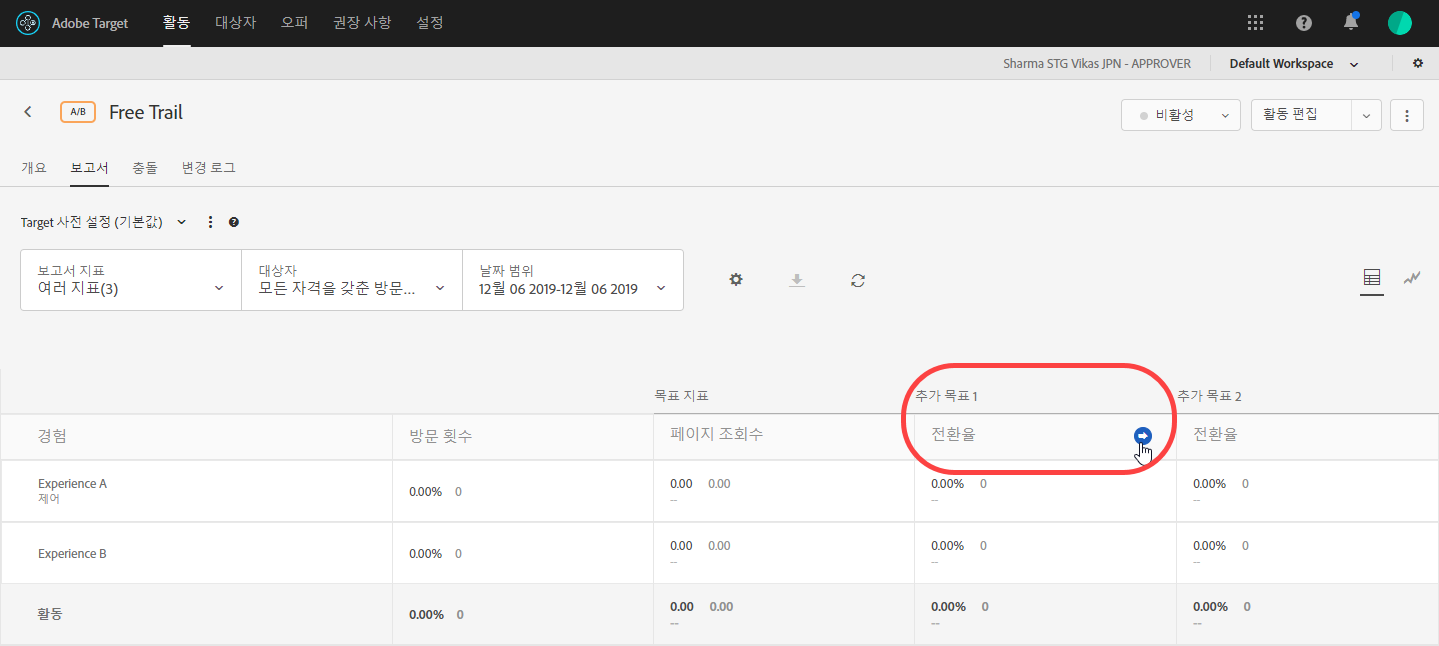 Adobe Target 활동 대상자 오퍼 권장 사항 설정
Sharma STG Vikas JPN - APPROVER Default Workspace
A/B Free Trail 비활성 활동 편집
개요 보고서 충돌 변경 로그
Target 사전 설정 (기본값)
보고서 지표 대상자 날짜 범위
여러 지표(3) 모든 자격을 갖춘 방문... 12월 06 2019-12월 06 2019
목표 지표 추가 목표 1 추가 목표 2
경험 방문 횟수 페이지 조회수 전환율 전환율
Experience A 0.00% 0 0.00 0.00 0.00% 0 0.00% 0
제어 -- -- --
Experience B 0.00% 0 0.00 0.00 0.00% 0 0.00% 0
-- -- --
활동 0.00% 0 0.00 0.00 0.00% 0 0.00% 0
-- -- --